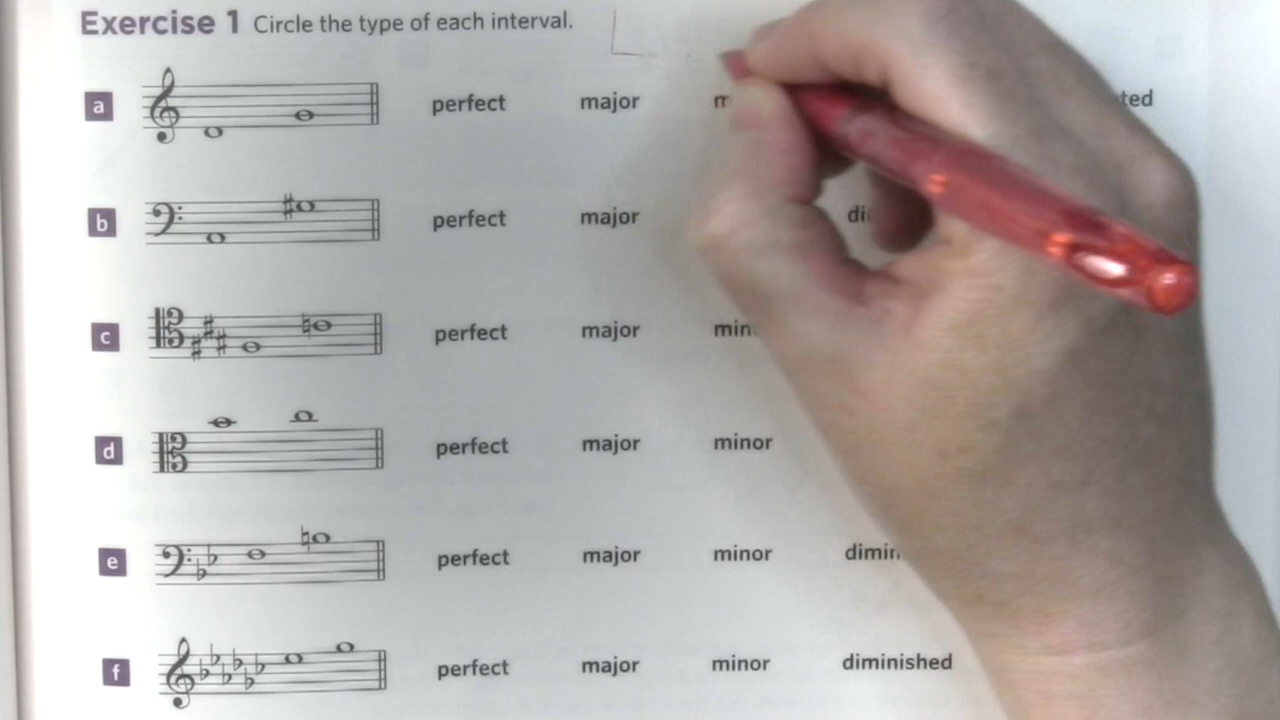 Exercise 1 Circle the type of each interval.
a perfect major
b perfect major
c perfect major
d perfect major minor
e perfect major minor
f perfect major minor diminished